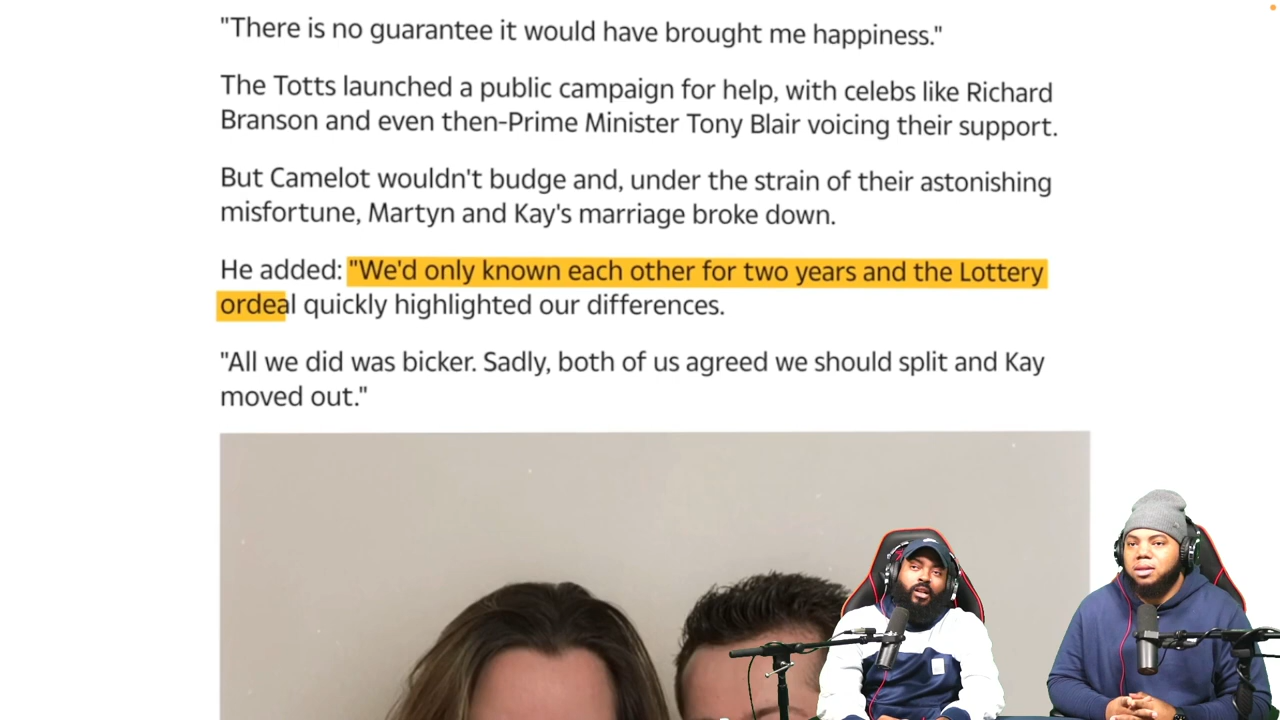 "There is no guarantee it would have brought me happiness."
The Totts launched a public campaign for help, with celebs like Richard
Branson and even then-Prime Minister Tony Blair voicing their support.
But Camelot wouldn't budge and, under the strain of their astonishing
misfortune, Martyn and Kay's marriage broke down.
He added: "We'd only known each other for two years and the Lottery
ordeal quickly highlighted our differences.
"All we did was bicker. Sadly, both of us agreed we should split and Kay
moved out."